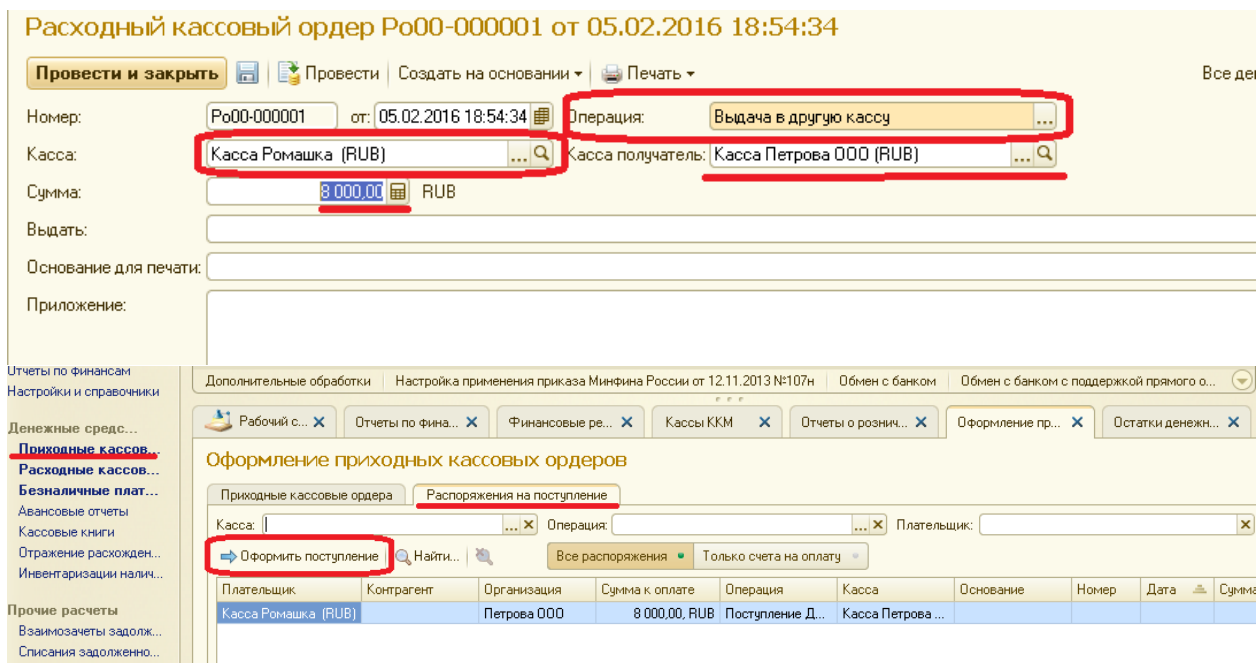 Расходный кассовый ордер Ро00-000001 от 05.02.2016 18:54:34
Провести и закрыть Провести Создать на основании Печать Все де
Номер: Ро00-000001 от: 05.02.2016 18:54:34 Операция: Выдача в другую кассу ...
Касса: Касса Ромашка (RUB) ... Касса получатель: Касса Петрова ООО (RUB) ...
Сумма: 8 000,00 RUB
Выдать:
Основание для печати:
Приложение:
Отчеты по финансам
Настройки и справочники
Денежные средс...
Приходные кассов...
Расходные кассов...
Безналичные плат...
Авансовые отчеты
Кассовые книги
Отражение расхожден...
Инвентаризации налич...
Прочие расчеты
Взаимозачеты задолж...
Списания задолженно...
Дополнительные обработки Настройка применения приказа Минфина России от 12.11.2013 №107н Обмен с банком Обмен с банком с поддержкой прямого о...
Рабочий с... Отчеты по фина... Финансовые ре... Кассы ККМ Отчеты о рознич... Оформление пр... Остатки денежн...
Оформление приходных кассовых ордеров
Приходные кассовые ордера Распоряжения на поступление
Касса: ... Операция: ... Плательщик:
Оформить поступление Найти... Все распоряжения Только счета на оплату
Плательщик Контрагент Организация Сумма к оплате Операция Касса Основание Номер Дата Сумма
Касса Ромашка (RUB) Петрова ООО 8 000,00, RUB Поступление Д... Касса Петрова ...